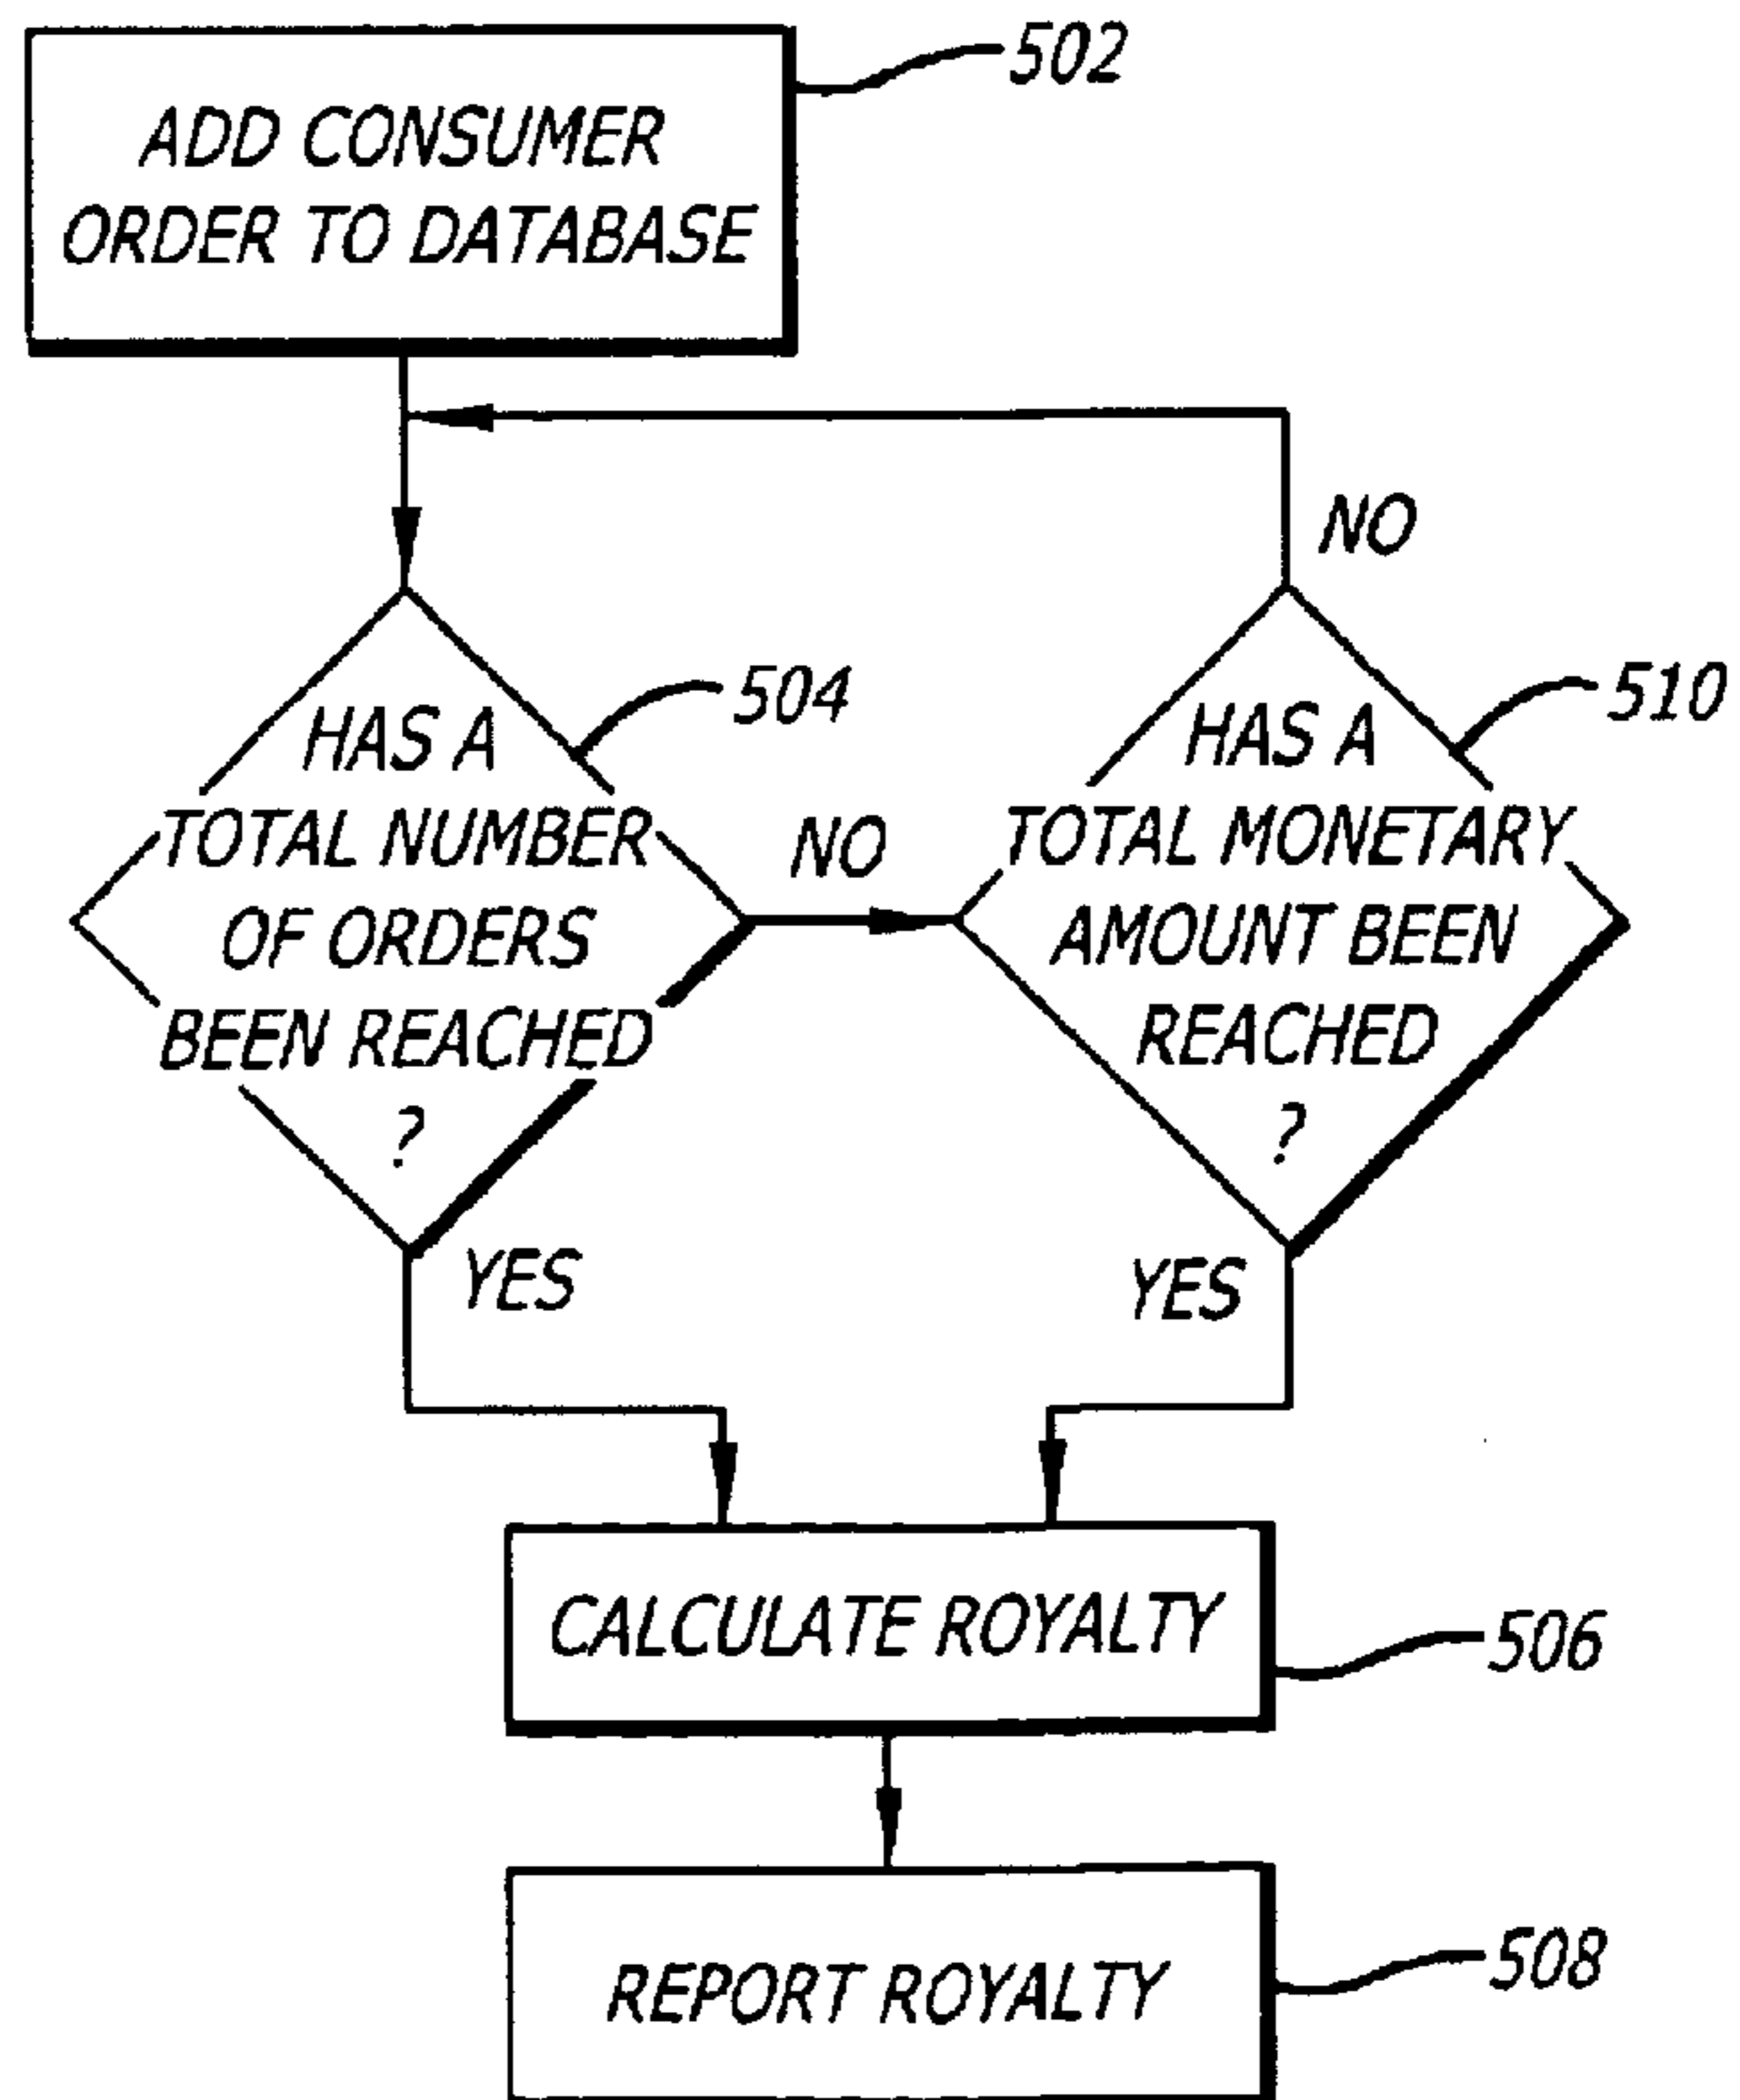 502
ADD CONSUMER
ORDER TO DATABASE
NO
504
HAS A
TOTAL NUMBER
OF ORDERS
BEEN REACHED
?
NO
510
HAS A
TOTAL MONETARY
AMOUNT BEEN
REACHED
?
YES
YES
CALCULATE ROYALTY
506
REPORT ROYALTY
508